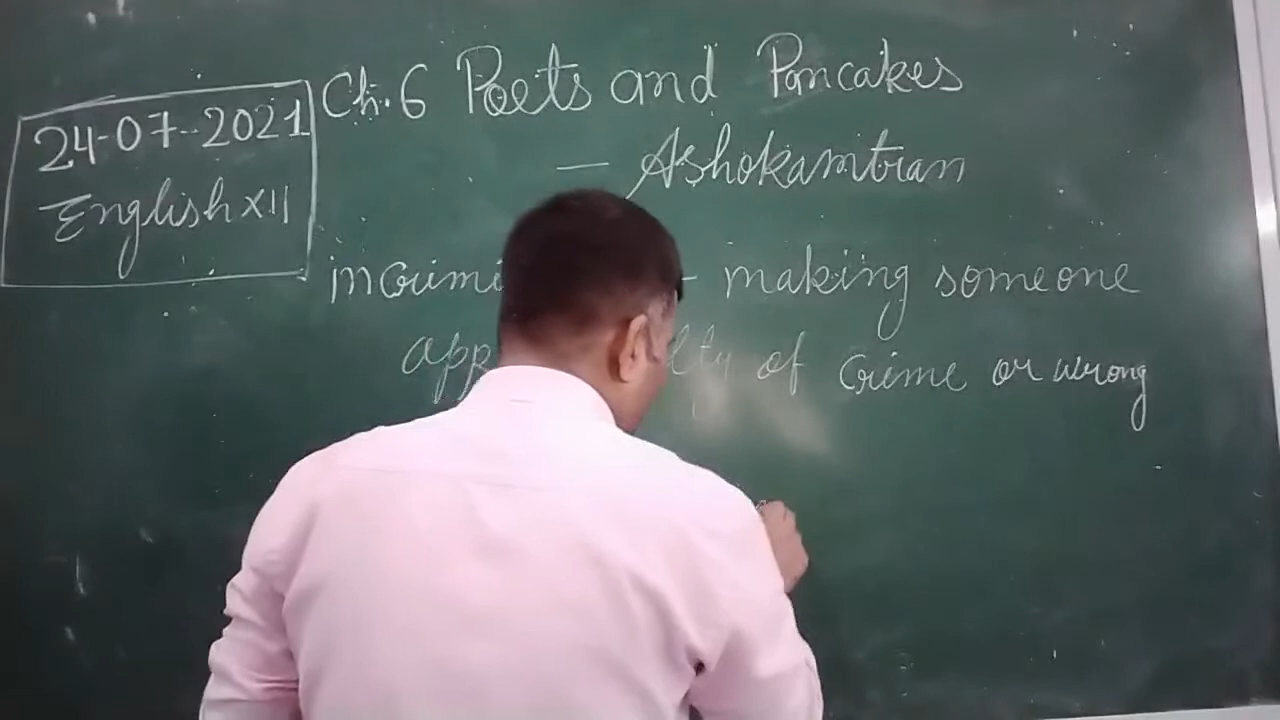 24-07-2021
English XII
Ch.6 Poets and Pancakes
— Ashokamitran
making someone
of crime or wrong